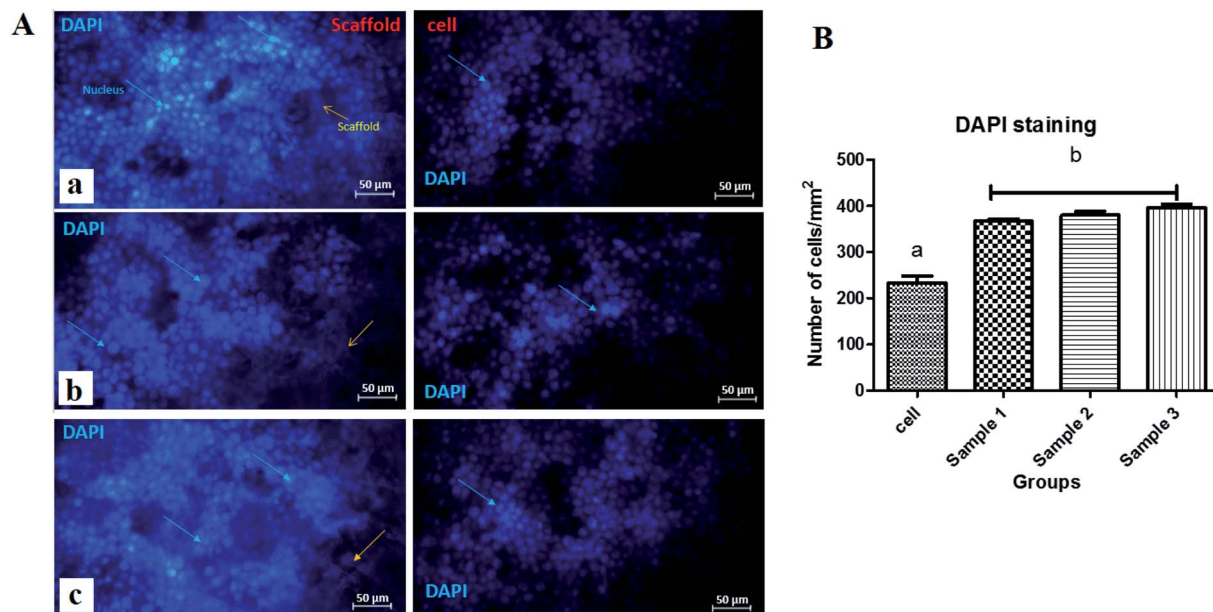 A
DAPI
Scaffold
Nucleus
Scaffold
a
50 µm
cell
DAPI
50 µm
DAPI
b
50 µm
DAPI
50 µm
DAPI
c
50 µm
DAPI
50 µm
B
DAPI staining
Number of cells/mm²
500
400
300
200
100
0
a
b
cell
Sample 1
Sample 2
Sample 3
Groups